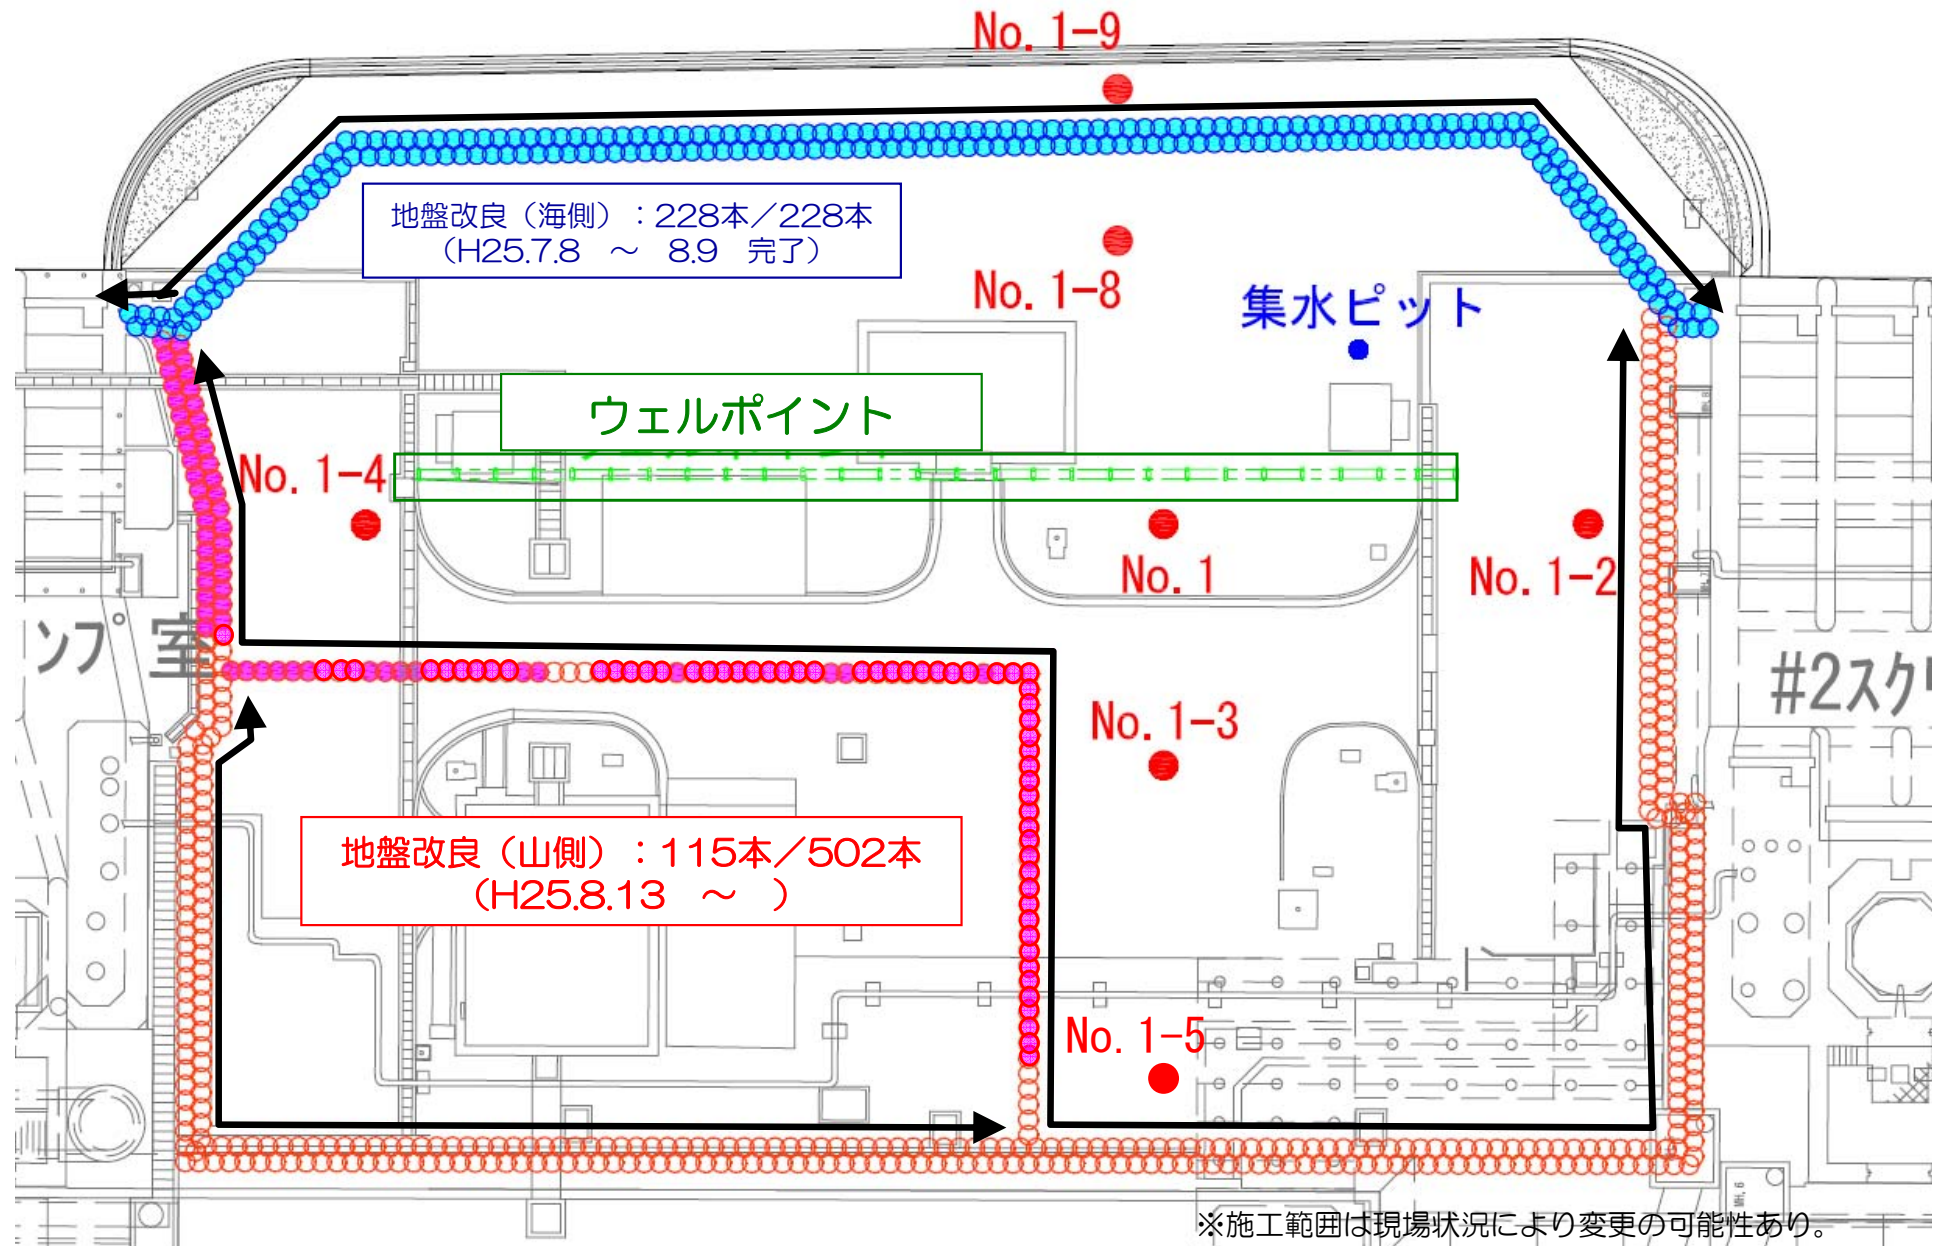 No. 1-9
地盤改良（海側）：228本／228本
（H25.7.8　～　8.9　完了）
No. 1-8
集水ピット
ウェルポイント
No. 1-4
No. 1
No. 1-2
ンプ室
#2スク
No. 1-3
地盤改良（山側）：115本／502本
（H25.8.13　～　）
No. 1-5
※施工範囲は現場状況により変更の可能性あり。